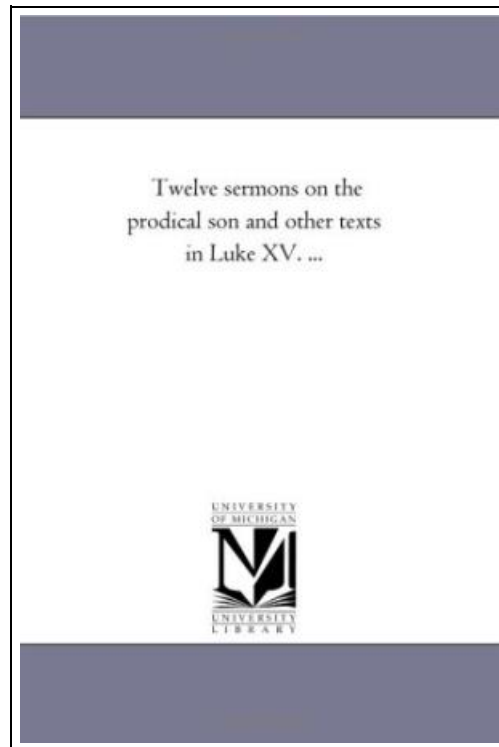 Twelve sermons on the
prodical son and other texts
in Luke XV. ...
UNIVERSITY
OF MICHIGAN
UNIVERSITY
LIBRARY